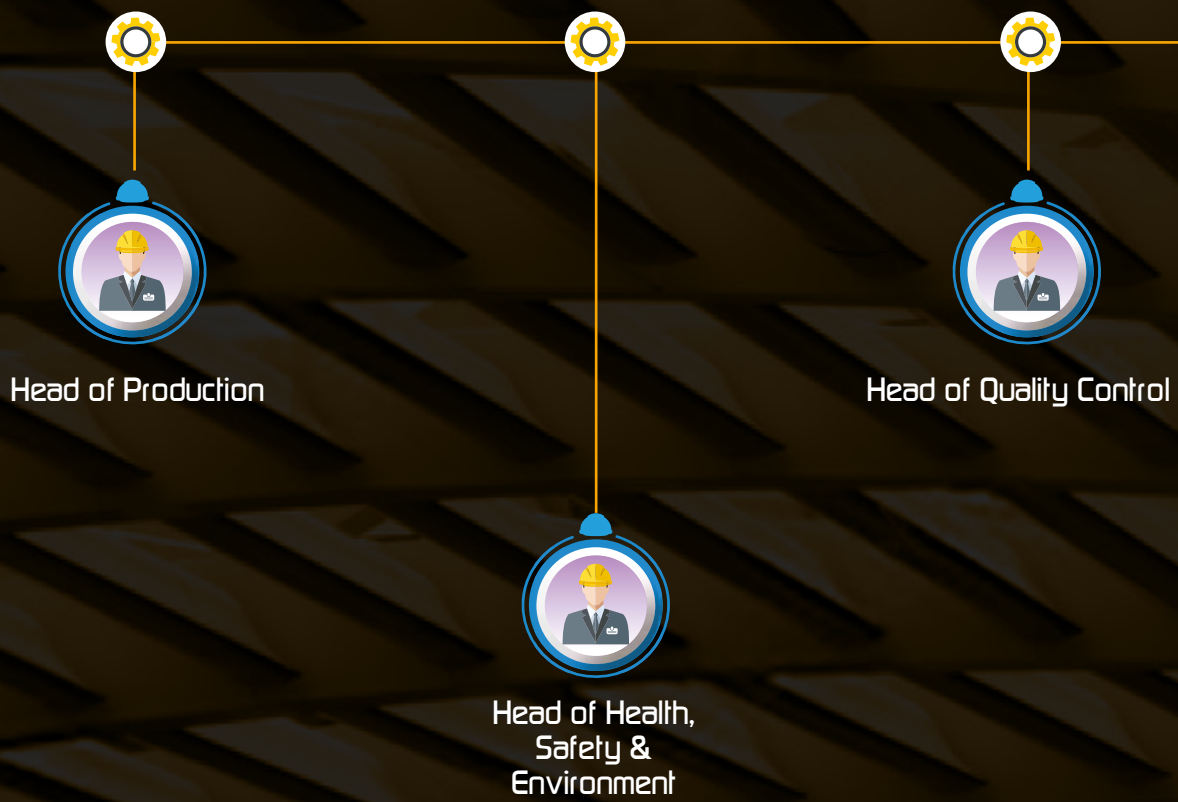 Head of Production
Head of Quality Control
Head of Health,
Safety &
Environment